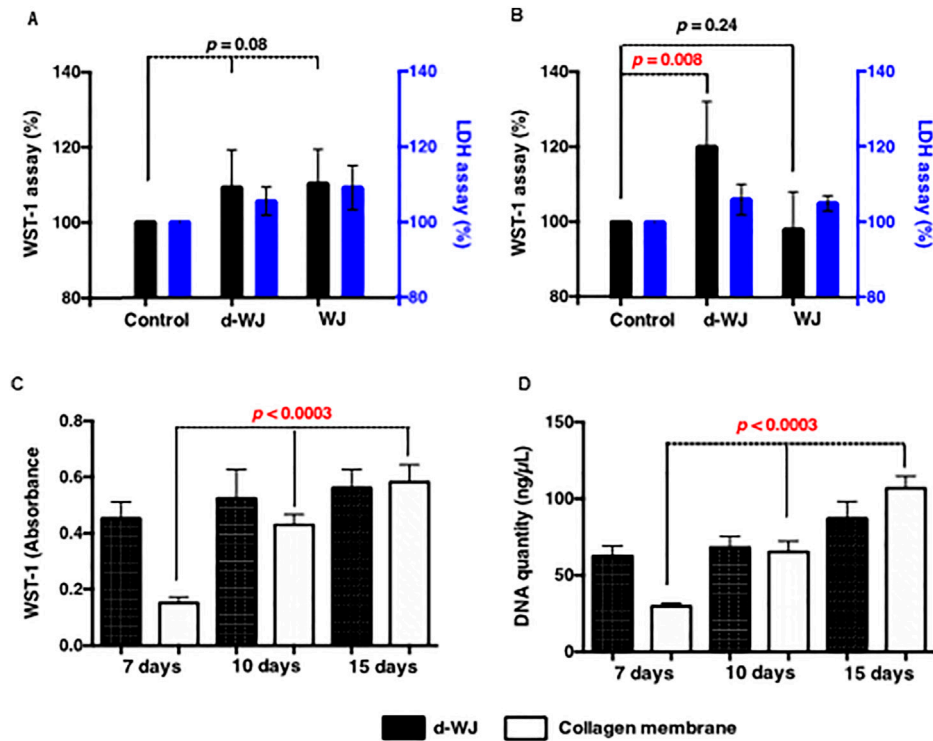 A
p = 0.08
140
120
100
80
WST-1 assay (%)
140
120
100
80
LDH assay (%)
Control
d-WJ
WJ
B
p = 0.24
p = 0.008
140
120
100
80
WST-1 assay (%)
140
120
100
80
LDH assay (%)
Control
d-WJ
WJ
C
p < 0.0003
0.8
0.6
0.4
0.2
0.0
WST-1 (Absorbance
7 days
10 days
15 days
D
p < 0.0003
150
100
50
0
DNA quantity (ng/µL)
7 days
10 days
15 days
d-WJ
Collagen membrane